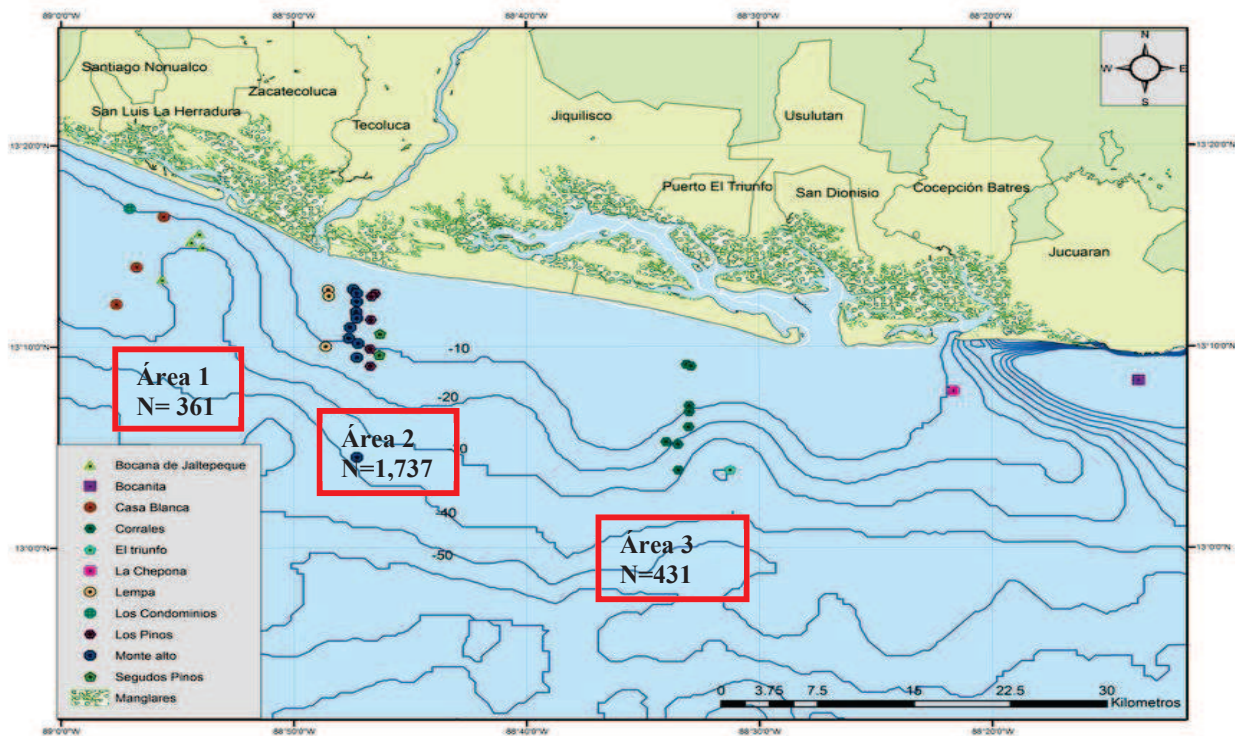 89°0'0"W
88°50'0"W
88°40'0"W
88°30'0"W
88°20'0"W
N
W
E
S
Santiago Nonualco
Zacatecoluca
San Luis La Herradura
Tecoluca
Jiquilisco
Usulutan
Puerto El Triunfo
San Dionisio
Cocepción Batres
Jucuaran
13°20'0"N
13°20'0"N
13°10'0"N
13°10'0"N
13°0'0"N
13°0'0"N
-10
-20
-40
-50
Área 1
N= 361
Área 2
N=1,737
Área 3
N=431
Bocana de Jaltepeque
Bocanita
Casa Blanca
Corrales
El triunfo
La Chepona
Lempa
Los Condominios
Los Pinos
Monte alto
Segudos Pinos
Manglares
0 3.75 7.5 15 22.5 30
Kilometros
89°0'0"W
88°50'0"W
88°40'0"W
88°30'0"W
88°20'0"W